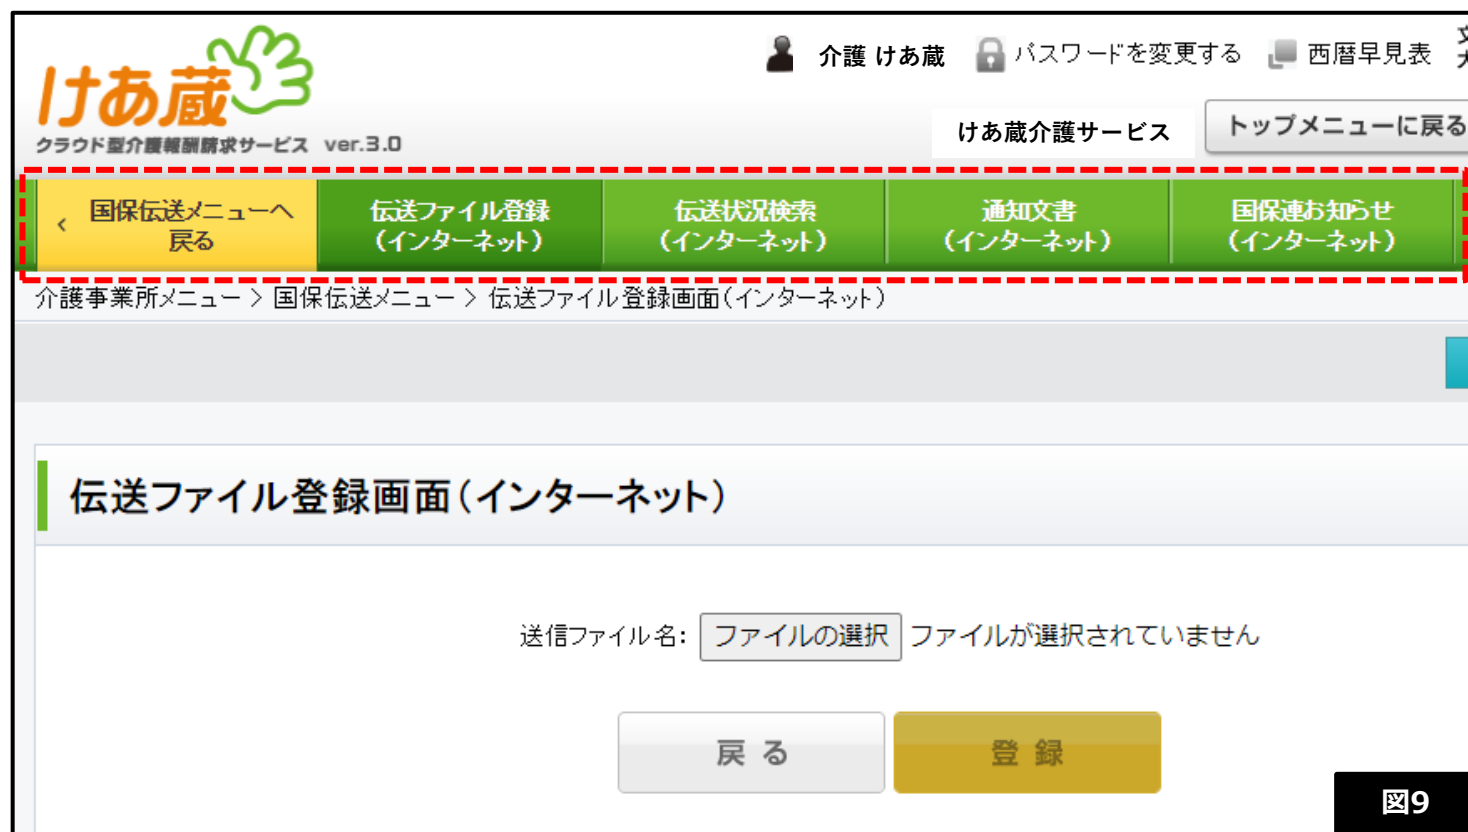 介護 けあ蔵 パスワードを変更する 西暦早見表
けあ蔵
クラウド型介護報酬請求サービス ver.3.0
けあ蔵介護サービス トップメニューに戻る
‹ 国保伝送メニューへ
戻る
伝送ファイル登録
(インターネット)
伝送状況検索
(インターネット)
通知文書
(インターネット)
国保連お知らせ
(インターネット)
介護事業所メニュー > 国保伝送メニュー > 伝送ファイル登録画面(インターネット)
伝送ファイル登録画面(インターネット)
送信ファイル名: ファイルの選択 ファイルが選択されていません
戻る 登録
図9